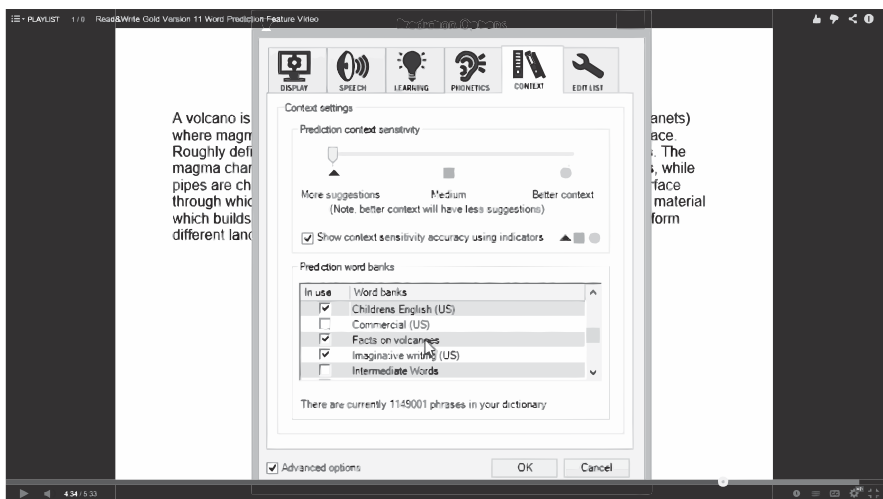 PLAYLIST 1/0 Read&Write Gold Version 11 Word Prediction Feature Video
Prediction Options
DISPLAY SPEECH LEARNING PHONETICS CONTEXT EDIT LIST
Context settings
Prediction context sensitivity
More suggestions Medium Better context
(Note, better context will have less suggestions)
Show context sensitivity accuracy using indicators
Prediction word banks
In use Word banks
Childrens English (US)
Commercial (US)
Facts on volcanoes
Imaginative writing (US)
Intermediate Words
There are currently 1149001 phrases in your dictionary
Advanced options OK Cancel
A volcano is anets)
where magm ace.
Roughly defi s. The
magma char s, while
pipes are ch rface
through whic material
which builds form
different land
4:34 / 5:33